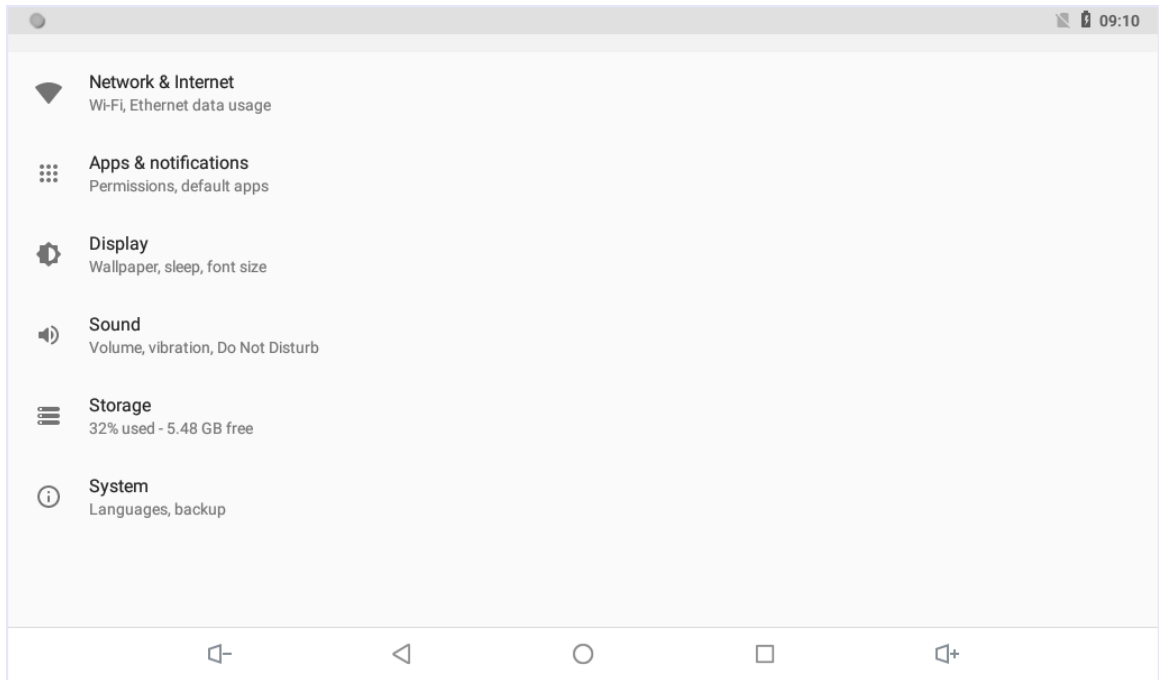 09:10
Network & Internet
Wi-Fi, Ethernet data usage
Apps & notifications
Permissions, default apps
Display
Wallpaper, sleep, font size
Sound
Volume, vibration, Do Not Disturb
Storage
32% used - 5.48 GB free
System
Languages, backup